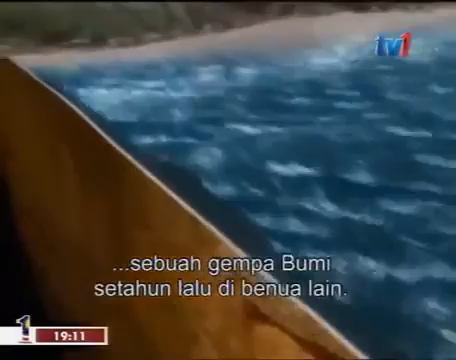 tv1
...sebuah gempa Bumi
setahun lalu di benua lain.
1 19:11